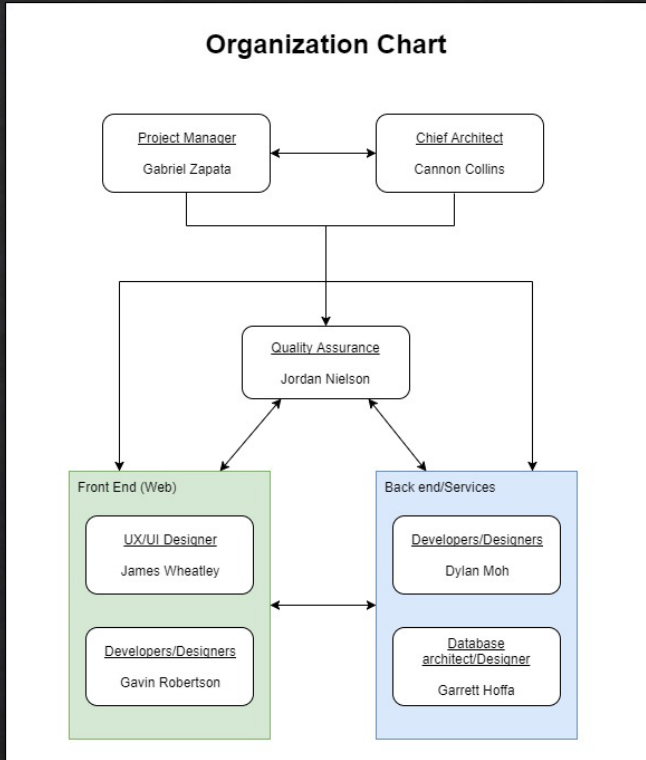 Organization Chart
Project Manager
Gabriel Zapata
Chief Architect
Cannon Collins
Quality Assurance
Jordan Nielson
Front End (Web)
UX/UI Designer
James Wheatley
Developers/Designers
Gavin Robertson
Back end/Services
Developers/Designers
Dylan Moh
Database
architect/Designer
Garrett Hoffa